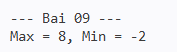 --- Bai 09 ---
Max = 8, Min = -2